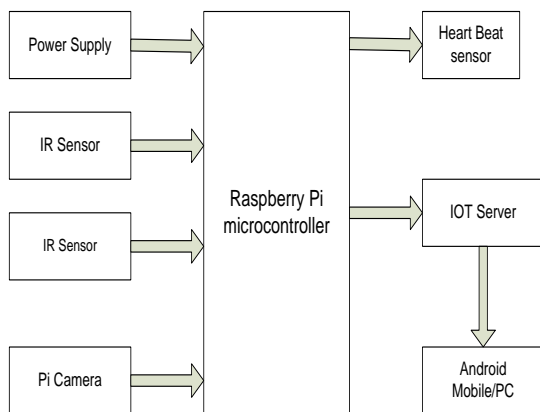 Power Supply
IR Sensor
IR Sensor
Pi Camera
Raspberry Pi
microcontroller
Heart Beat
sensor
IOT Server
Android
Mobile/PC